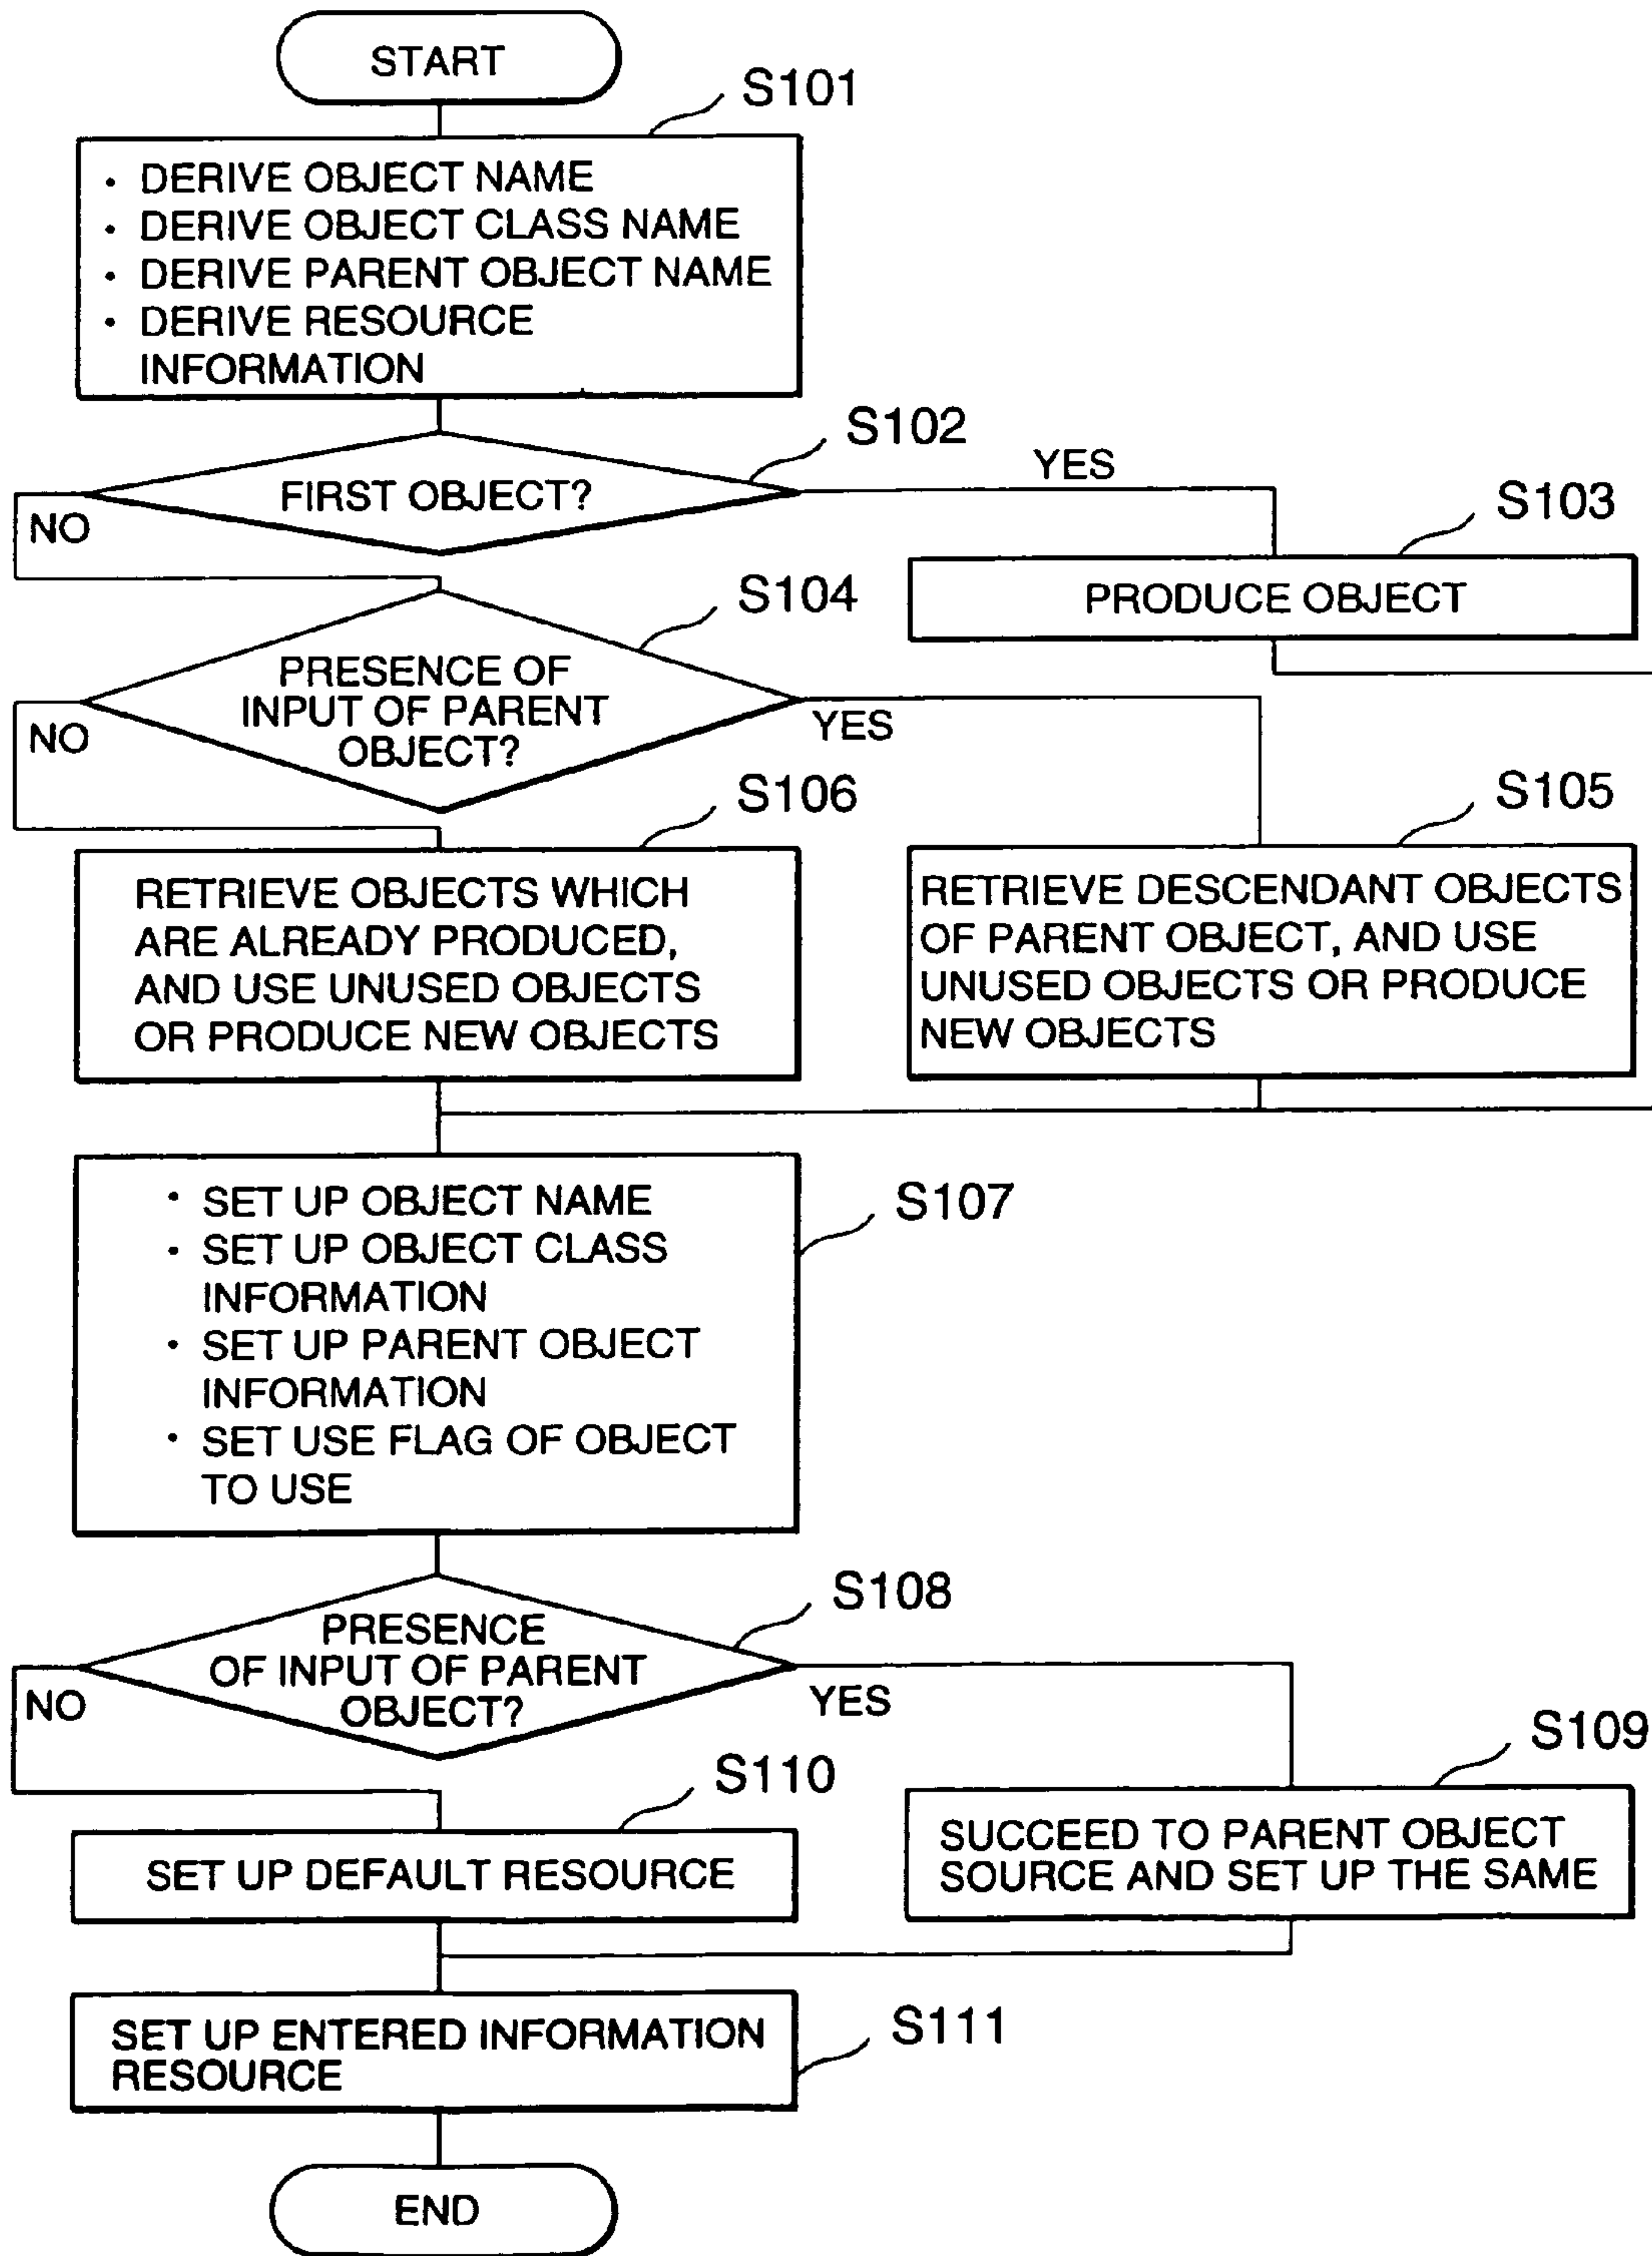 START
S101
· DERIVE OBJECT NAME
· DERIVE OBJECT CLASS NAME
· DERIVE PARENT OBJECT NAME
· DERIVE RESOURCE
INFORMATION
S102
FIRST OBJECT?
YES
NO
S103
PRODUCE OBJECT
S104
PRESENCE OF
INPUT OF PARENT
OBJECT?
YES
NO
S106
RETRIEVE OBJECTS WHICH
ARE ALREADY PRODUCED,
AND USE UNUSED OBJECTS
OR PRODUCE NEW OBJECTS
S105
RETRIEVE DESCENDANT OBJECTS
OF PARENT OBJECT, AND USE
UNUSED OBJECTS OR PRODUCE
NEW OBJECTS
S107
· SET UP OBJECT NAME
· SET UP OBJECT CLASS
INFORMATION
· SET UP PARENT OBJECT
INFORMATION
· SET USE FLAG OF OBJECT
TO USE
S108
PRESENCE
OF INPUT OF PARENT
OBJECT?
YES
NO
S110
SET UP DEFAULT RESOURCE
S109
SUCCEED TO PARENT OBJECT
SOURCE AND SET UP THE SAME
S111
SET UP ENTERED INFORMATION
RESOURCE
END